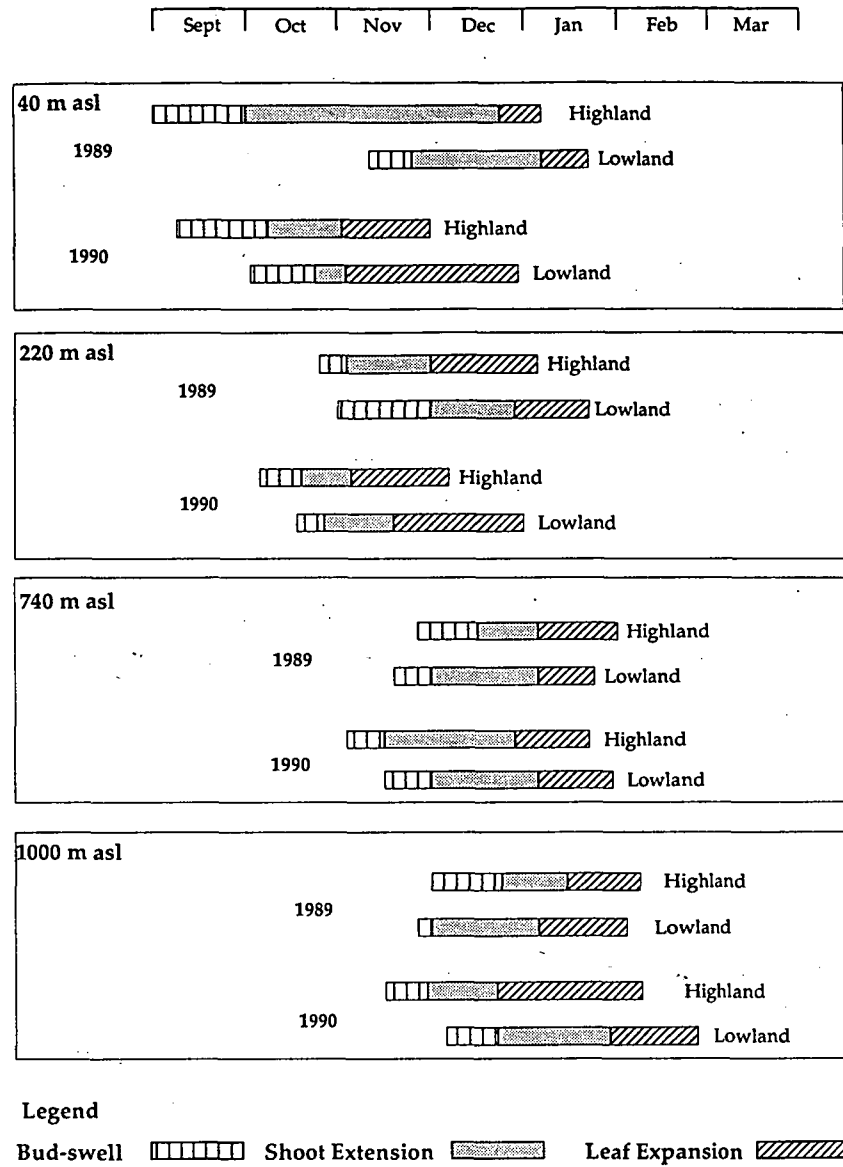 Sept Oct Nov Dec Jan Feb Mar
40 m asl
Highland
1989
Lowland
Highland
1990
Lowland
220 m asl
Highland
1989
Lowland
Highland
1990
Lowland
740 m asl
Highland
1989
Lowland
Highland
1990
Lowland
1000 m asl
Highland
1989
Lowland
Highland
1990
Lowland
Legend
Bud-swell Shoot Extension Leaf Expansion